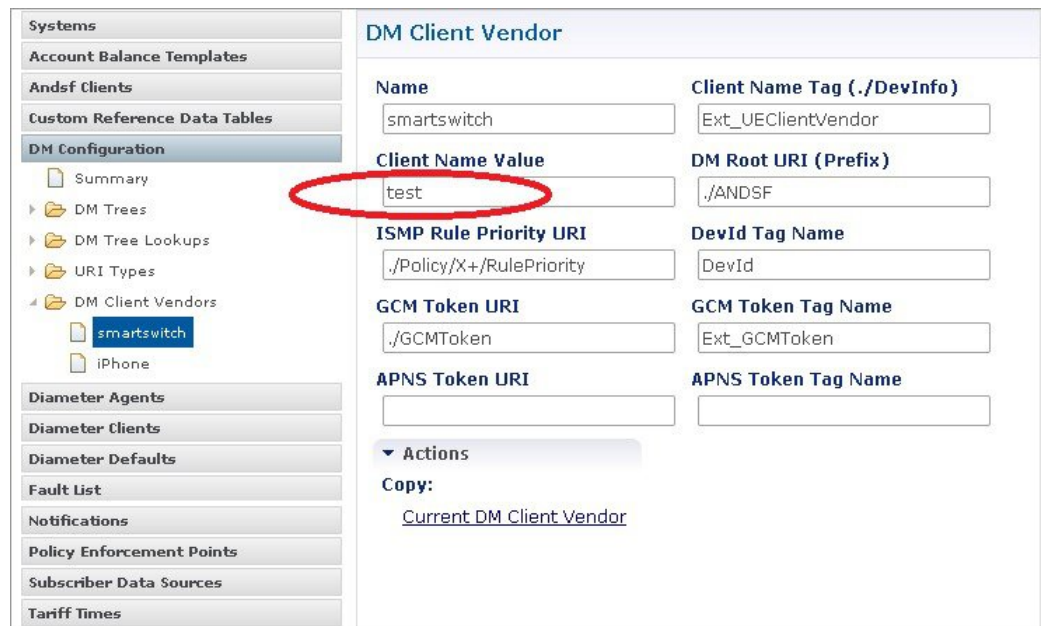 Systems
Account Balance Templates
Andsf Clients
Custom Reference Data Tables
DM Configuration
Summary
DM Trees
DM Tree Lookups
URI Types
DM Client Vendors
smartswitch
iPhone
Diameter Agents
Diameter Clients
Diameter Defaults
Fault List
Notifications
Policy Enforcement Points
Subscriber Data Sources
Tariff Times
DM Client Vendor
Name Client Name Tag (./DevInfo)
smartswitch Ext_UEClientVendor
Client Name Value DM Root URI (Prefix)
test ./ANDSF
ISMP Rule Priority URI DevId Tag Name
./Policy/X+/RulePriority DevId
GCM Token URI GCM Token Tag Name
./GCMToken Ext_GCMToken
APNS Token URI APNS Token Tag Name
Actions
Copy:
Current DM Client Vendor